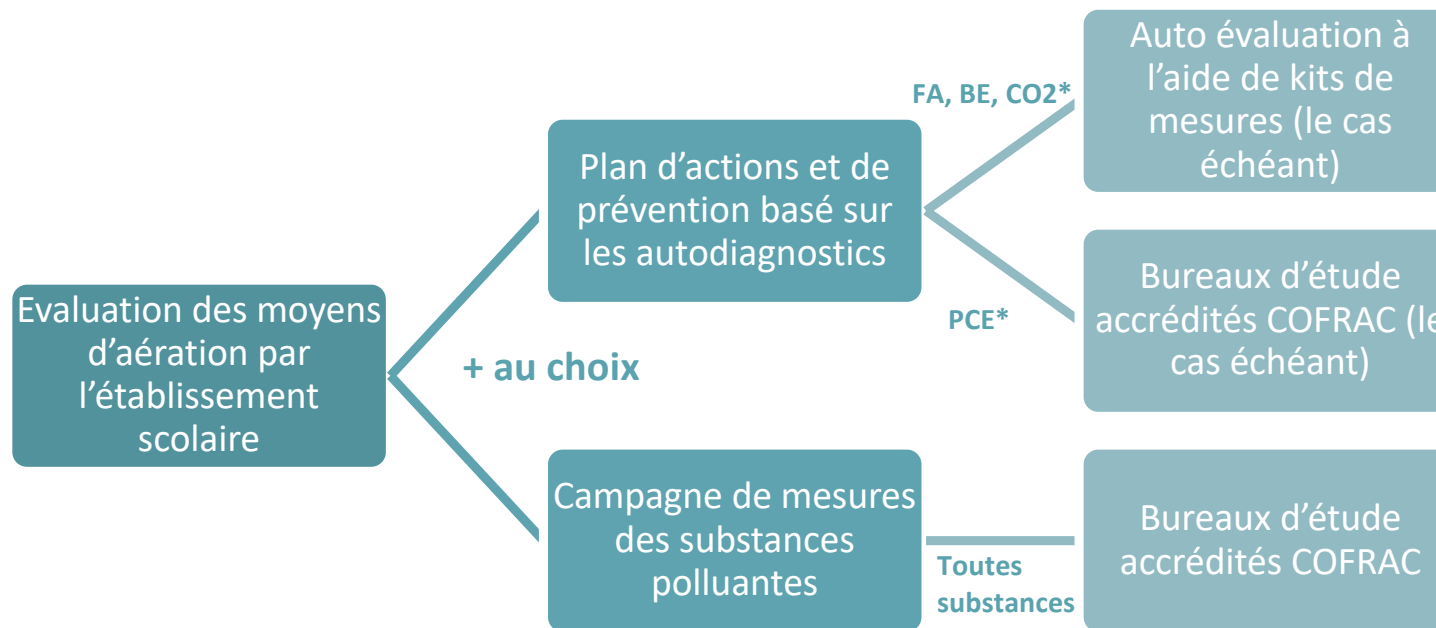 Evaluation des moyens
d'aération par
l'établissement
scolaire
+ au choix
Plan d'actions et de
prévention basé sur
les autodiagnostics
FA, BE, CO2*
Auto évaluation à
l'aide de kits de
mesures (le cas
échéant)
PCE*
Bureaux d'étude
accrédités COFRAC (le
cas échéant)
Campagne de mesures
des substances
polluantes
Toutes
substances
Bureaux d'étude
accrédités COFRAC